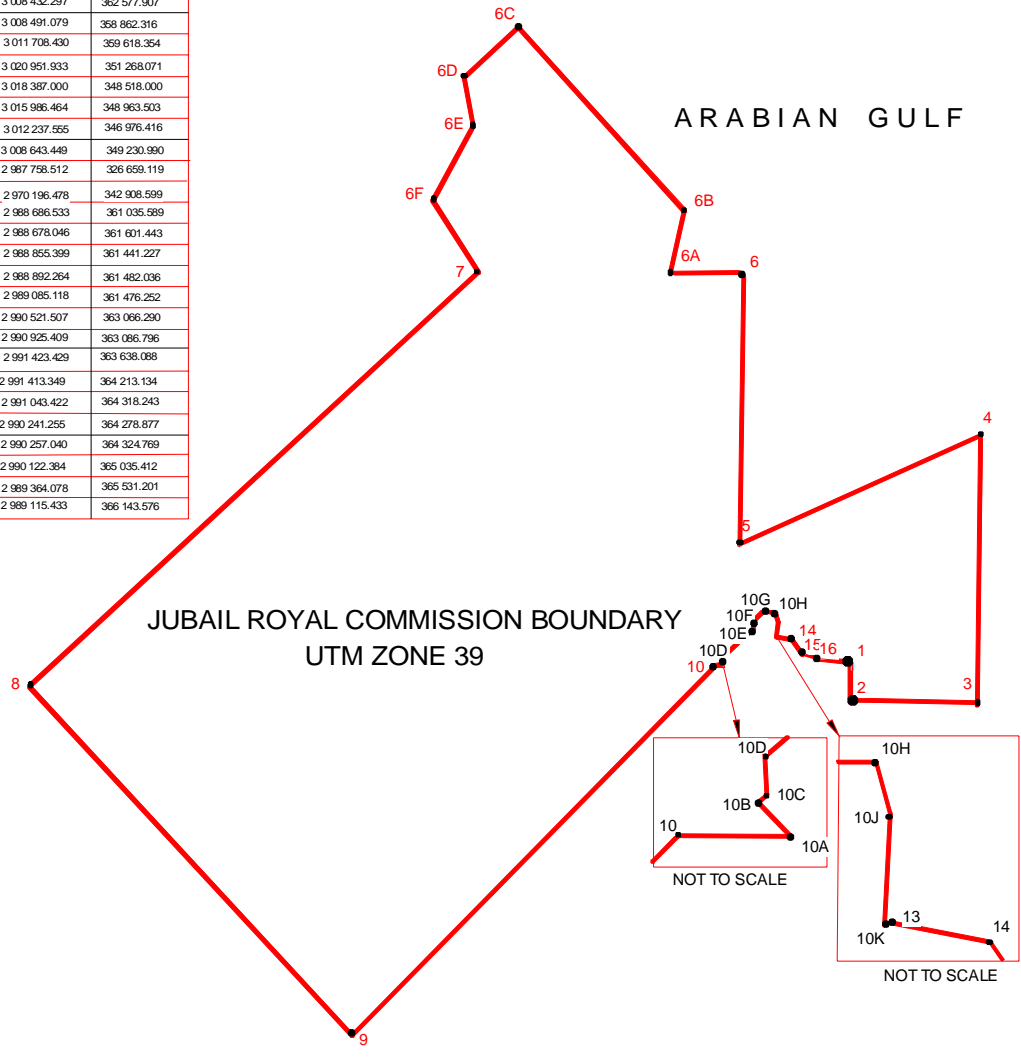 3 008 432.297 362 577.907
3 008 491.079 358 862.316
3 011 708.430 359 618.354
3 020 951.933 351 268.071
3 018 387.000 348 518.000
3 015 986.464 348 963.503
3 012 237.555 346 976.416
3 008 643.449 349 230.990
2 987 758.512 326 659.119
2 970 196.478 342 908.599
2 988 686.533 361 035.589
2 988 678.046 361 601.443
2 988 855.399 361 441.227
2 988 892.264 361 482.036
2 989 085.118 361 476.252
2 990 521.507 363 066.290
2 990 925.409 363 086.796
2 991 423.429 363 638.088
2 991 413.349 364 213.134
2 991 043.422 364 318.243
2 990 241.255 364 278.877
2 990 257.040 364 324.769
2 990 122.384 365 035.412
2 989 364.078 365 531.201
2 989 115.433 366 143.576
6C
6D
ARABIAN GULF
6E
6F
6B
6A
6
7
4
5
JUBAIL ROYAL COMMISSION BOUNDARY
UTM ZONE 39
10G
10H
10F
10E
14
15
16
1
10D
10
8
2
3
10D
10C
10B
10
10A
NOT TO SCALE
10H
10J
13
10K
14
NOT TO SCALE
9